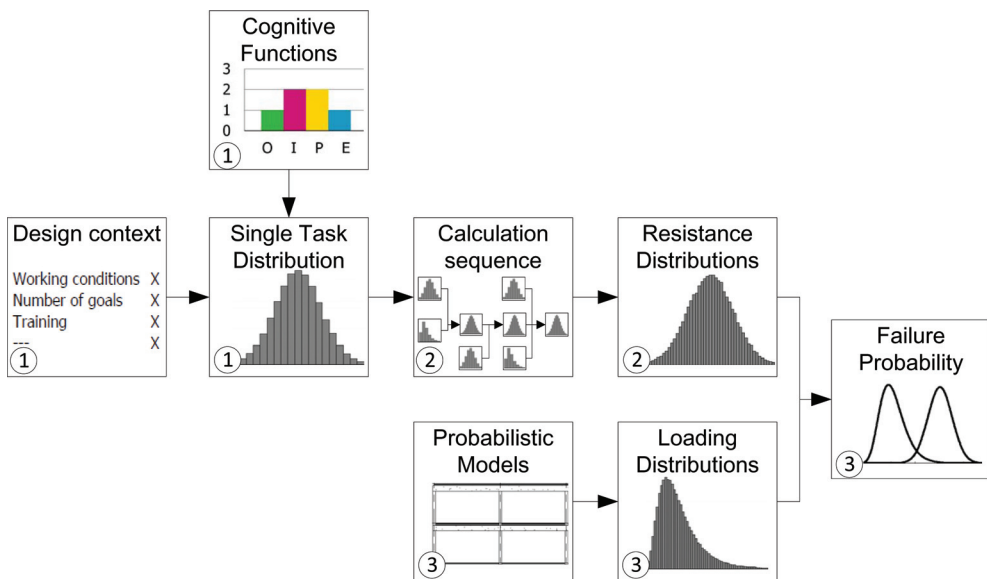 Cognitive
Functions
3
2
1
0
O I P E
1
Design context
Working conditions X
Number of goals X
Training X
--- X
1
Single Task
Distribution
1
Calculation
sequence
2
Resistance
Distributions
2
Failure
Probability
3
Probabilistic
Models
3
Loading
Distributions
3